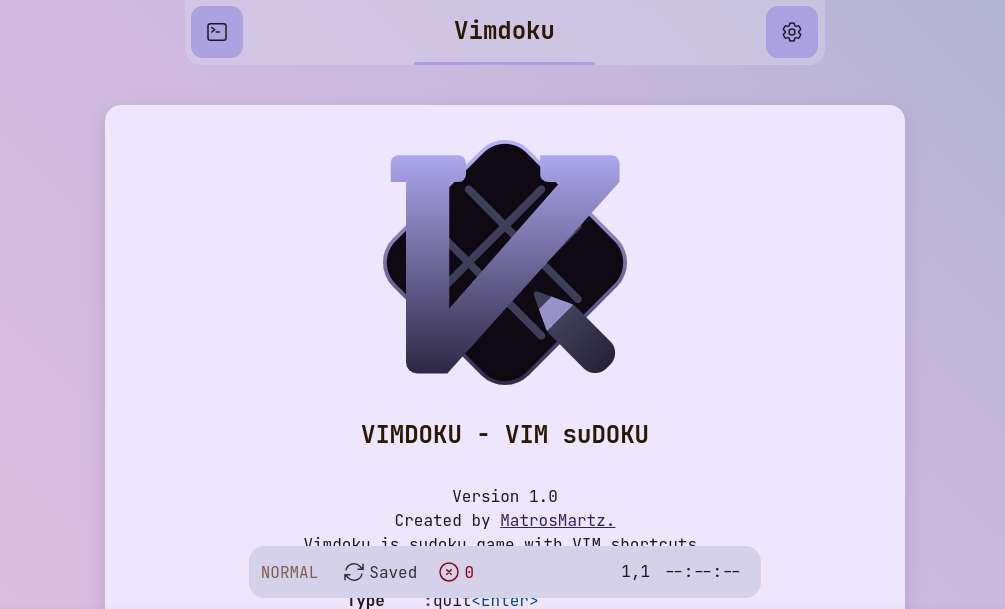 Vimdoku
VIMDOKU - VIM suDOKU
Version 1.0
Created by MatrosMartz.
Vimdoku is sudoku game with VIM shortcuts
NORMAL Saved 0 1,1 --:--:--
Type :quit<Enter>